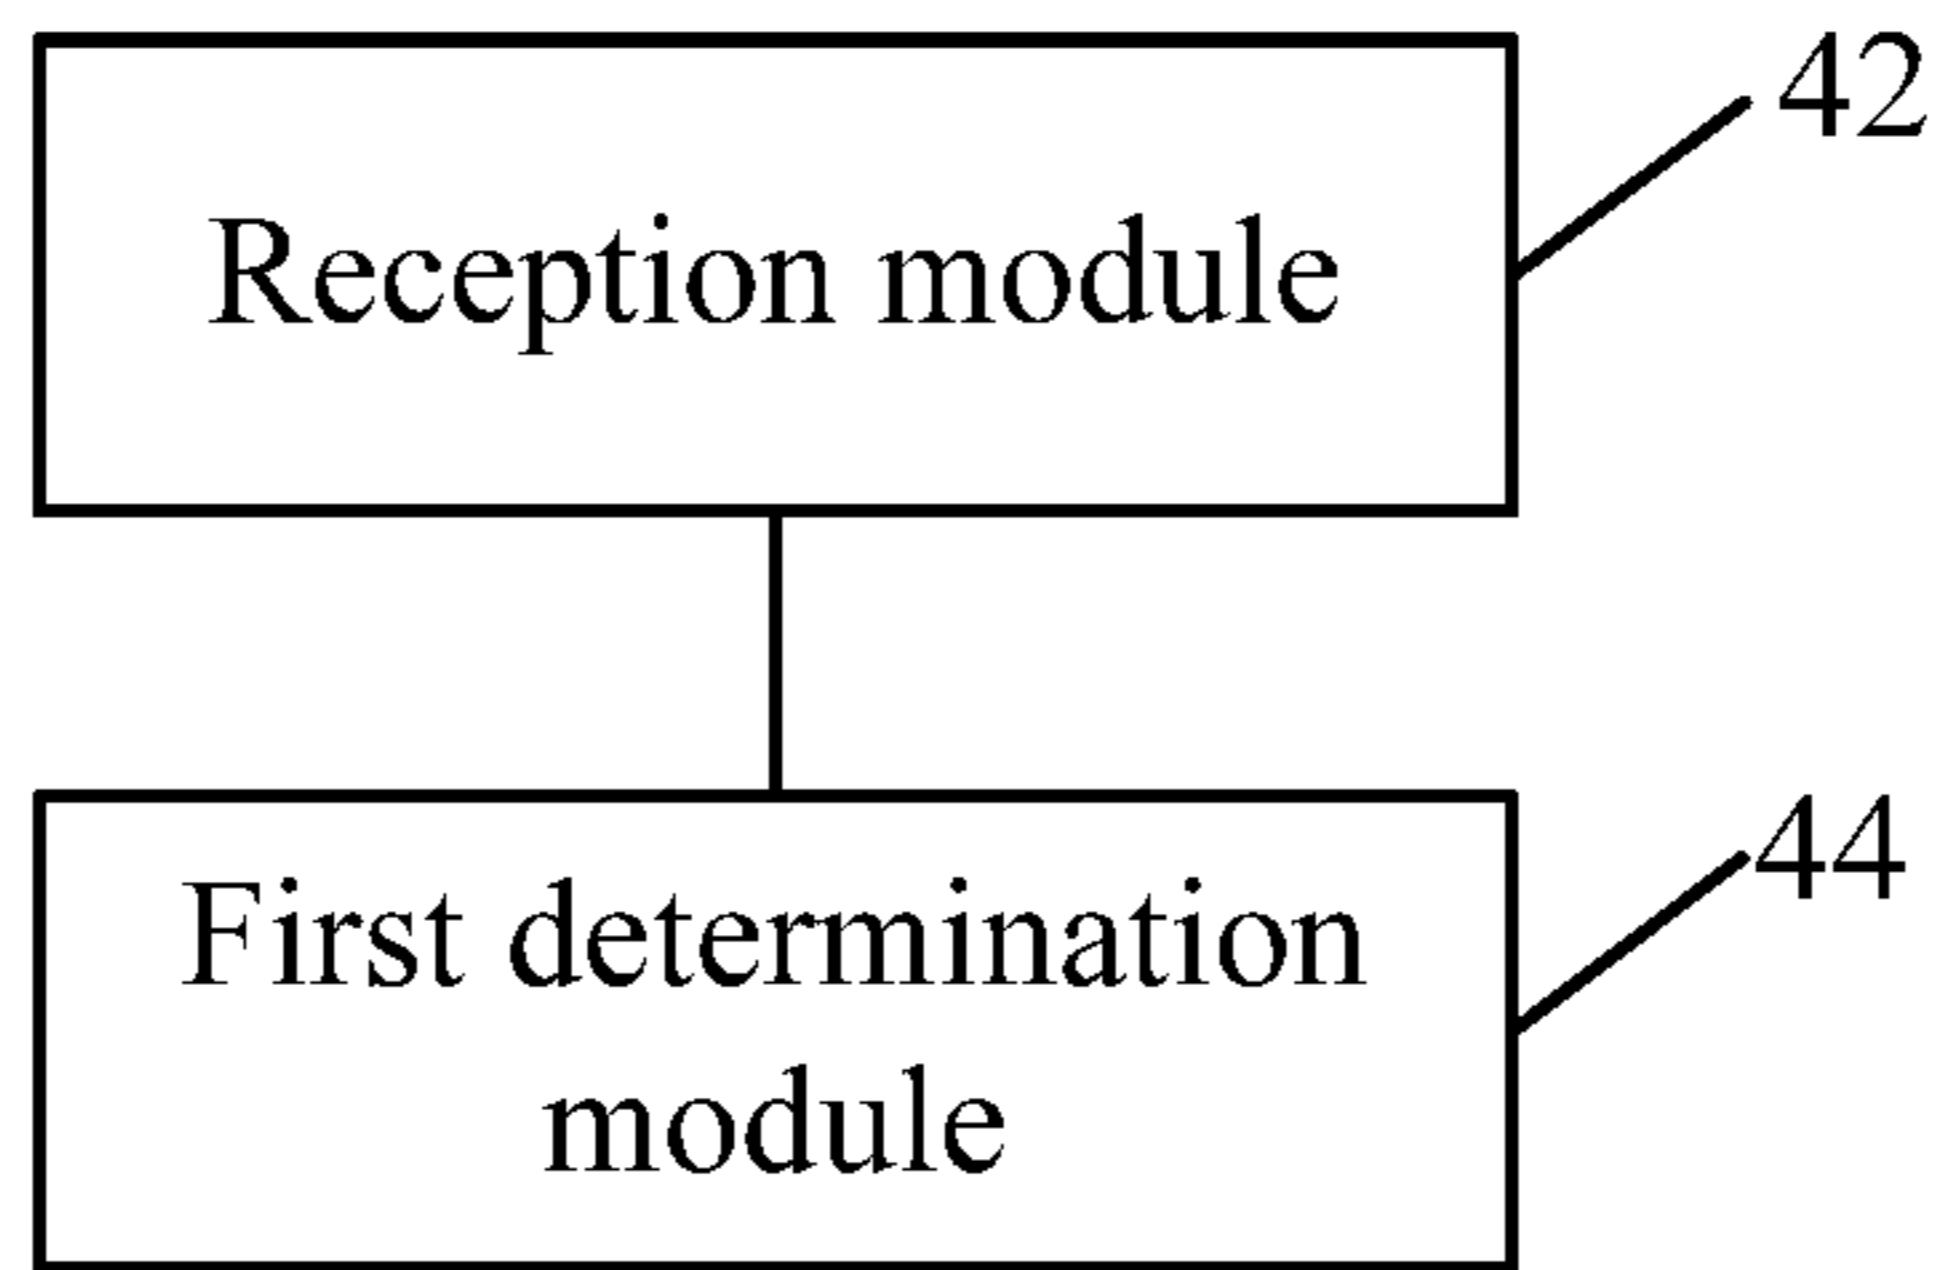 42
Reception module
44
First determination
module